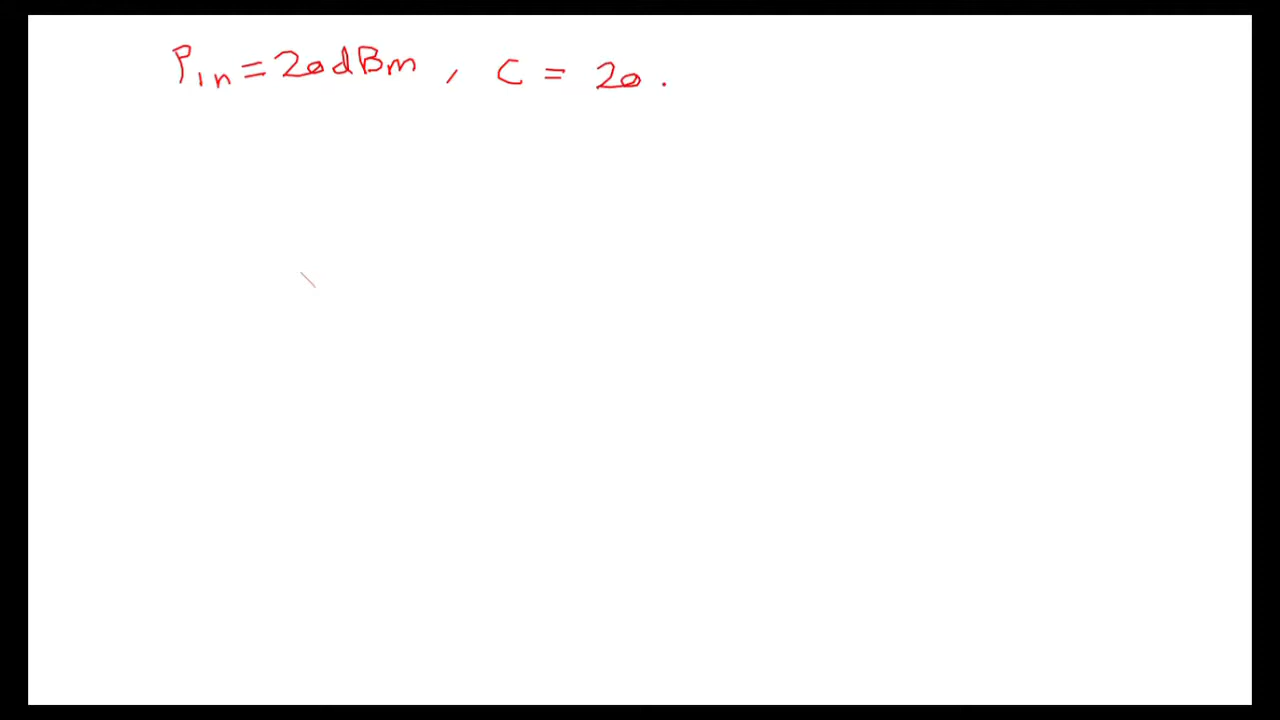 Pin = 20dBm , C = 20 .